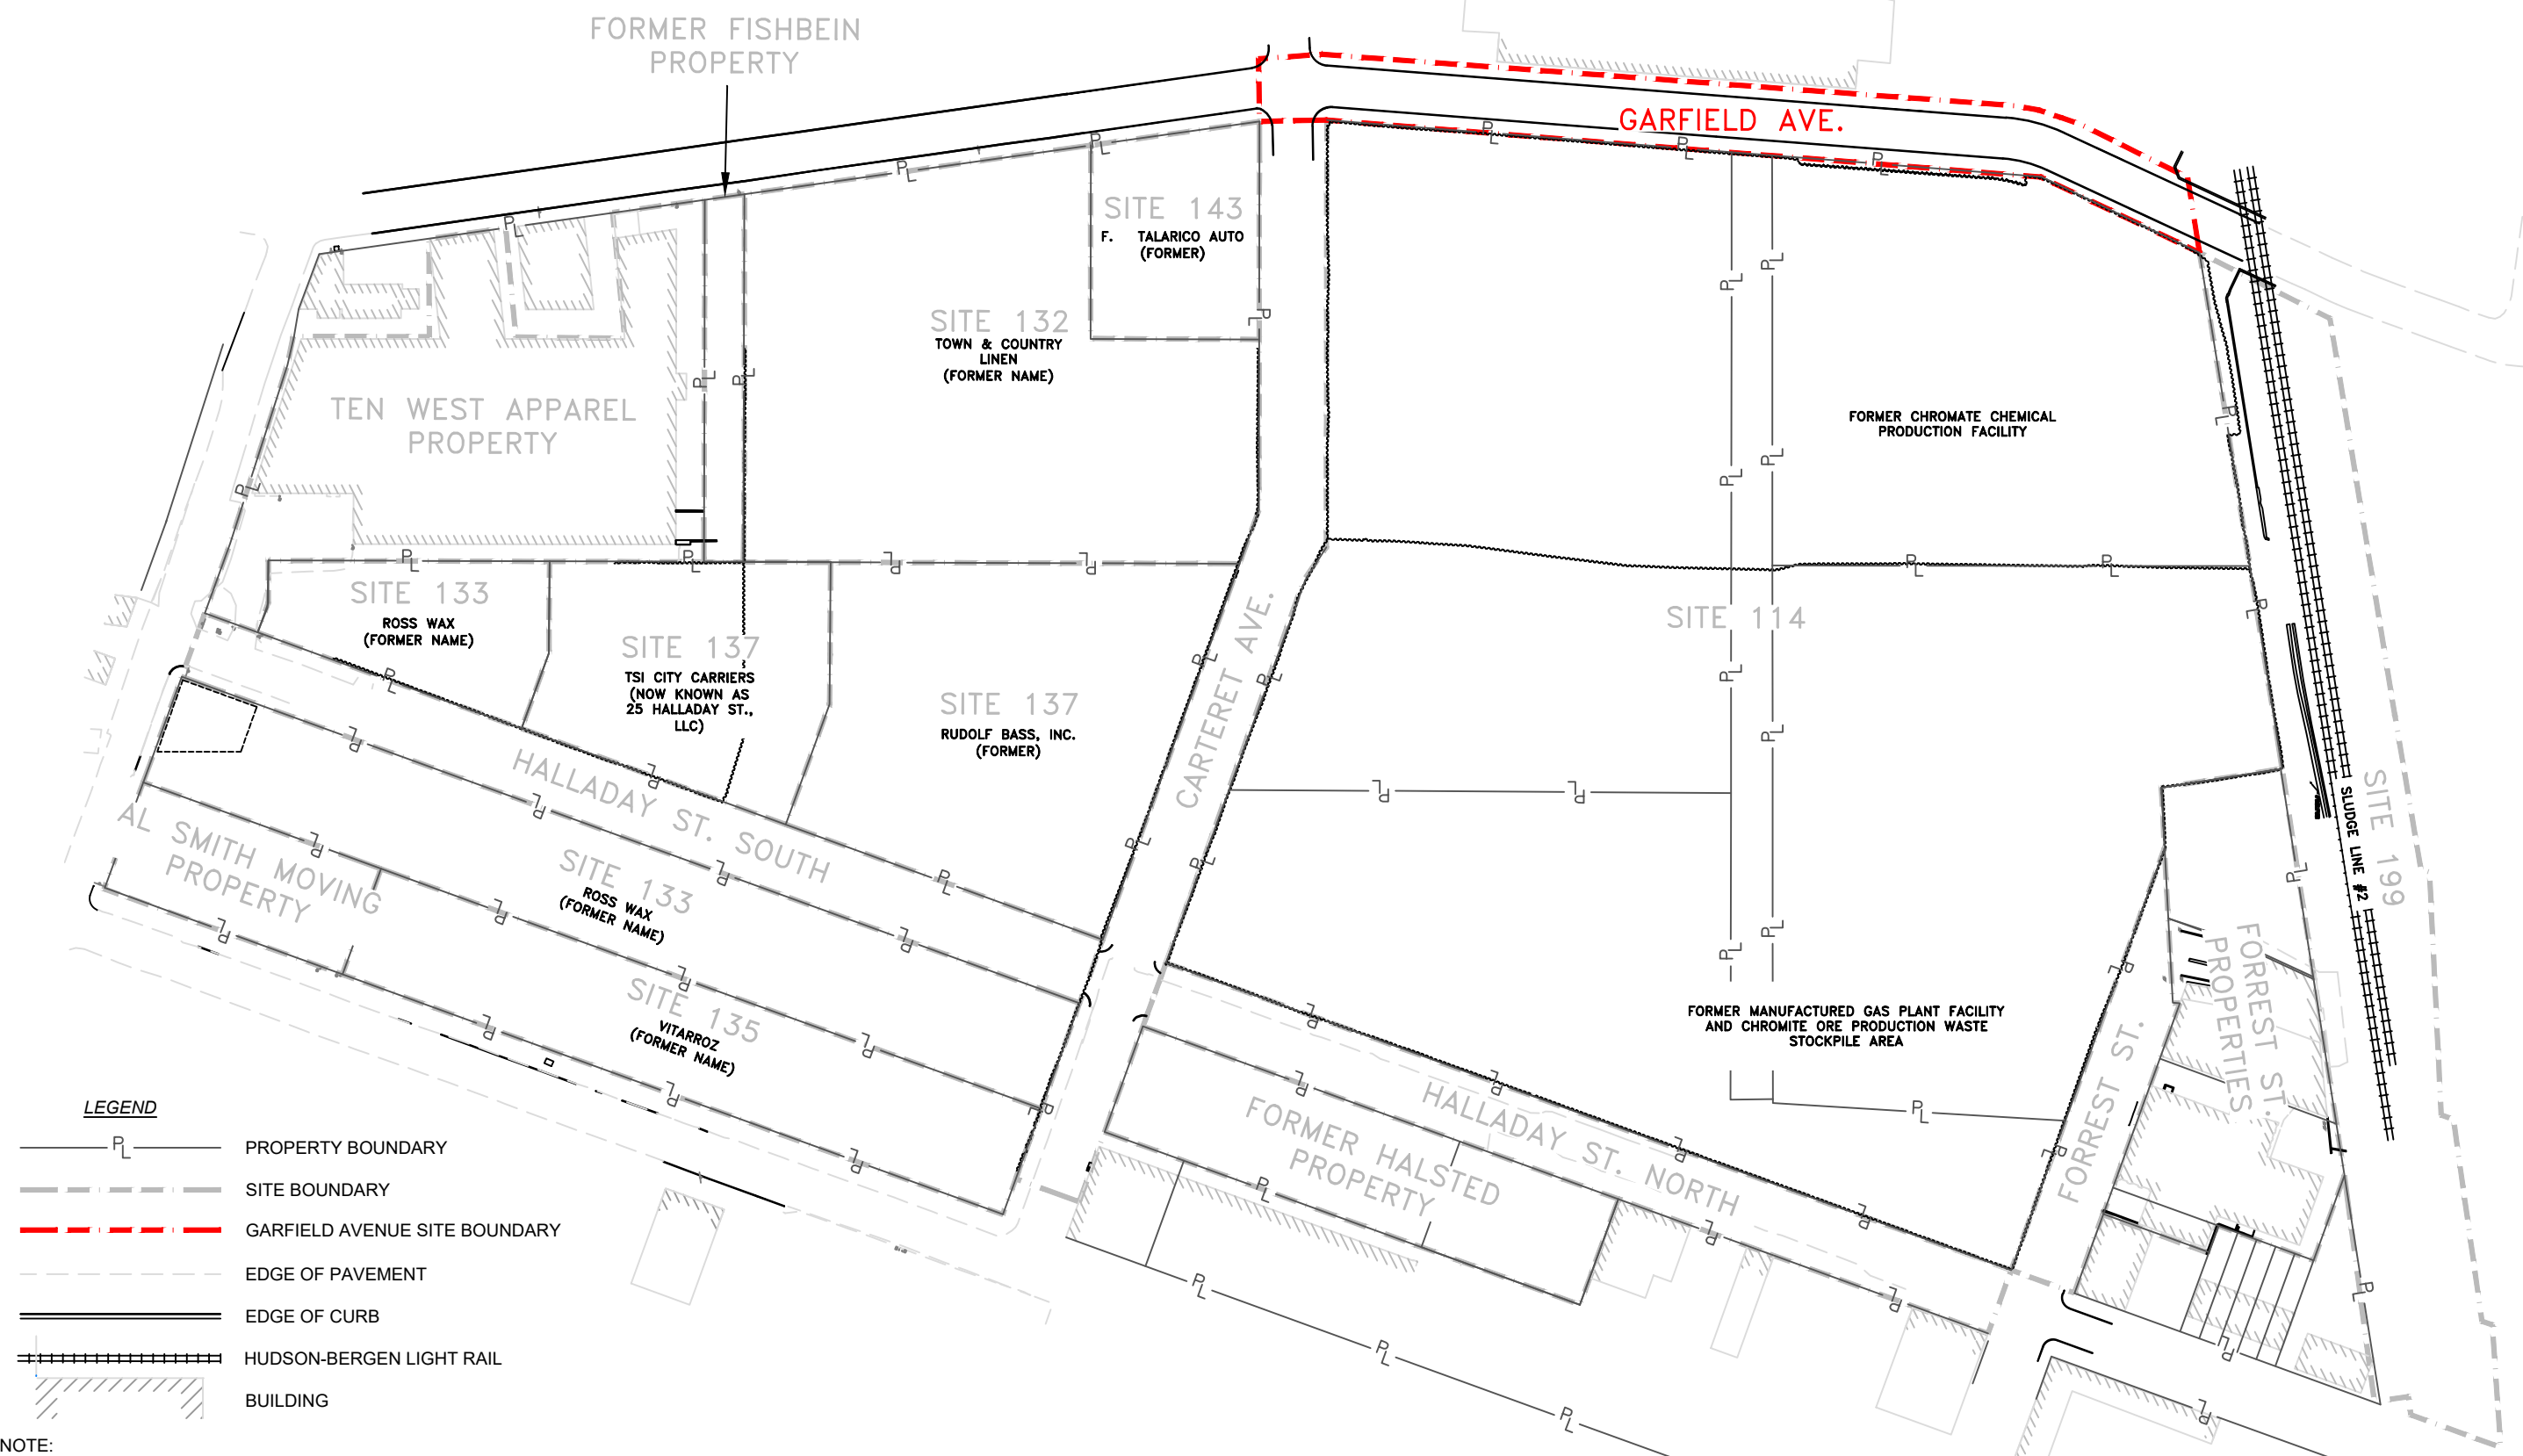 FORMER FISHBEIN
PROPERTY
GARFIELD AVE.
SITE 143
F. TALARICO AUTO
(FORMER)
SITE 132
TOWN & COUNTRY
LINEN
(FORMER NAME)
TEN WEST APPAREL
PROPERTY
FORMER CHROMATE CHEMICAL
PRODUCTION FACILITY
SITE 133
ROSS WAX
(FORMER NAME)
SITE 137
TSI CITY CARRIERS
(NOW KNOWN AS
25 HALLADAY ST.,
LLC)
SITE 137
RUDOLF BASS, INC.
(FORMER)
CARTERET AVE.
SITE 114
HALLADAY ST. SOUTH
AL SMITH MOVING
PROPERTY
SITE 133
ROSS WAX
(FORMER NAME)
SITE 135
VITARROZ
(FORMER NAME)
SLUDGE LINE #2
SITE 199
FORREST ST.
PROPERTIES
FORMER MANUFACTURED GAS PLANT FACILITY
AND CHROMITE ORE PRODUCTION WASTE
STOCKPILE AREA
FORREST ST.
HALLADAY ST. NORTH
FORMER HALSTED
PROPERTY
LEGEND
PL PROPERTY BOUNDARY
SITE BOUNDARY
GARFIELD AVENUE SITE BOUNDARY
EDGE OF PAVEMENT
EDGE OF CURB
HUDSON-BERGEN LIGHT RAIL
BUILDING
NOTE: